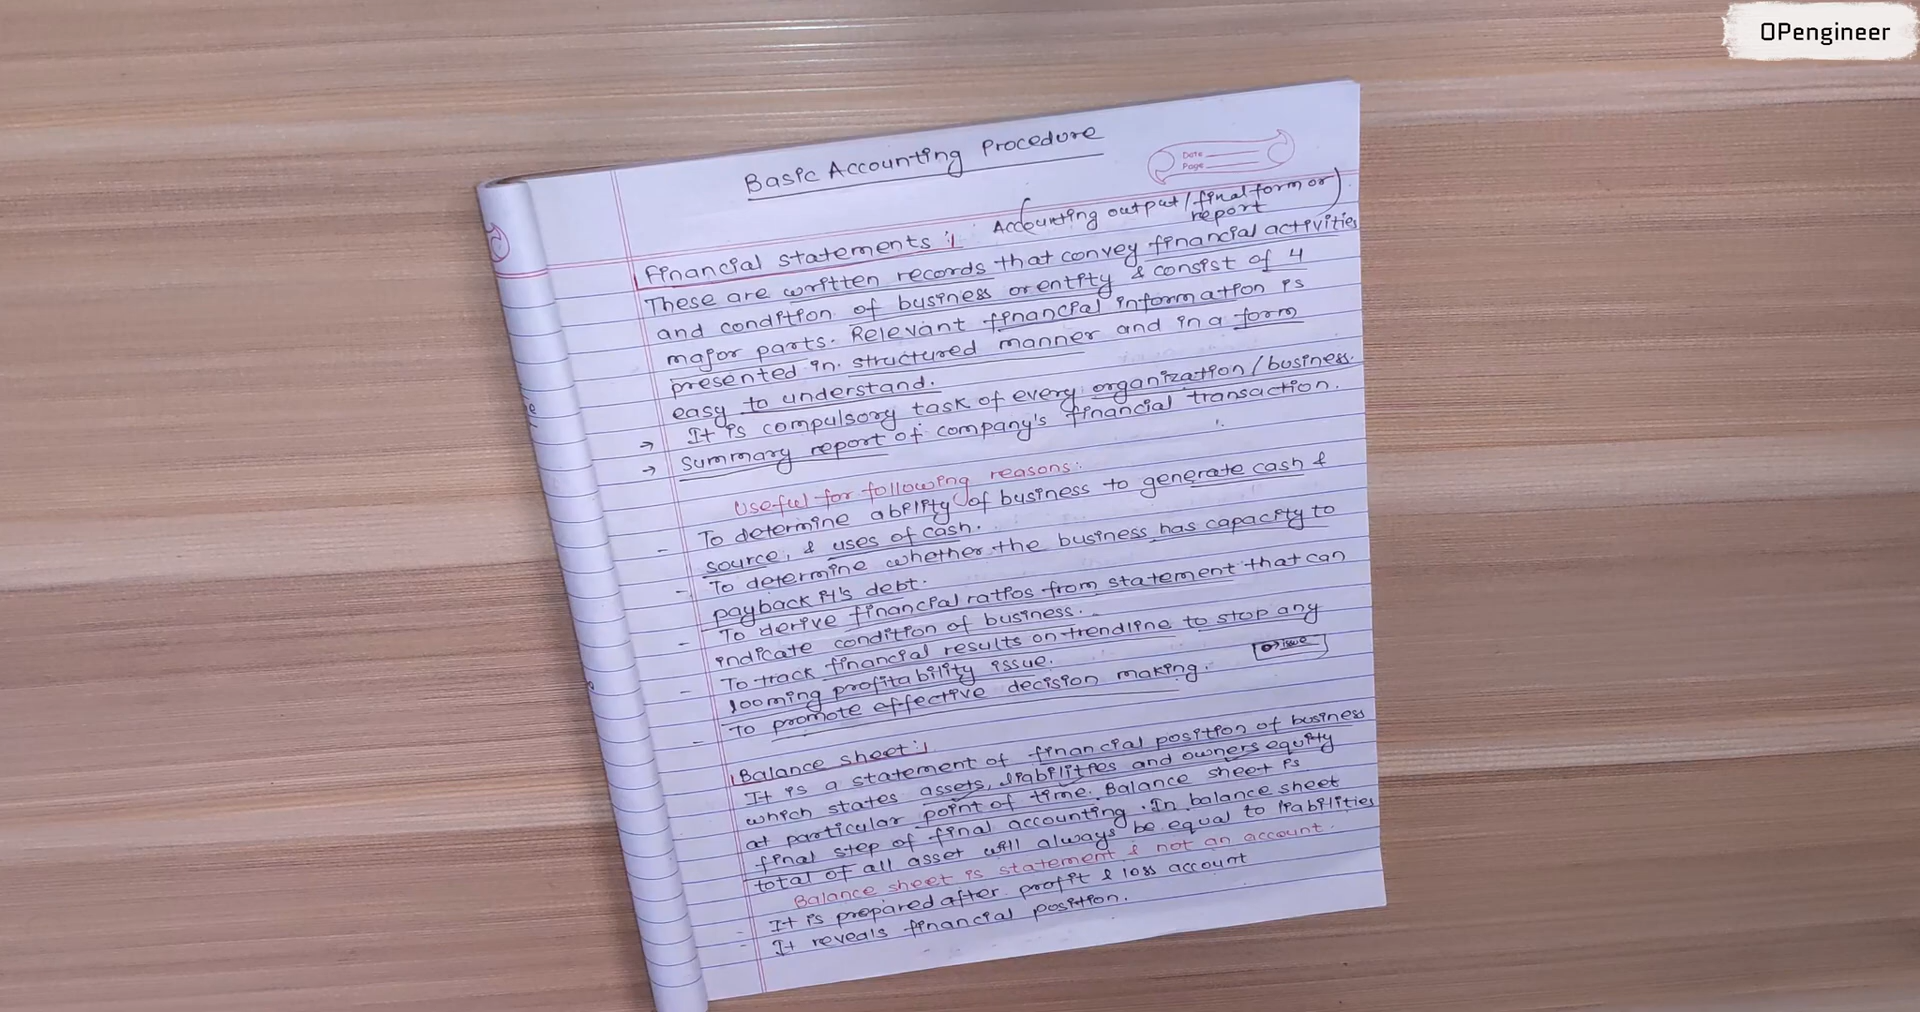 OPengineer
Basic Accounting Procedure
Date
Page
Financial statements :| Accounting output / (final form or)
report
These are written records that convey financial activities
and condition of business or entity & consist of 4
major parts. Relevant financial information is
presented in structured manner and in a form
easy to understand.
→ It is compulsory task of every organization / business.
→ summary report of company's financial transaction.
Useful for following reasons:
- To determine ability of business to generate cash &
source, & uses of cash.
- To determine whether the business has capacity to
payback it's debt.
- To derive financial ratios from statement that can
indicate condition of business.
- To track financial results on trendline to stop any
looming profitability issue. → issue
- To promote effective decision making.
Balance sheet :|
It is a statement of financial position of business
which states assets, liabilities and owners equity
at particular point of time. Balance sheet is
final step of final accounting. In balance sheet
total of all asset will always be equal to liabilities
Balance sheet is statement & not an account.
- It is prepared after profit & loss account
- It reveals financial position.